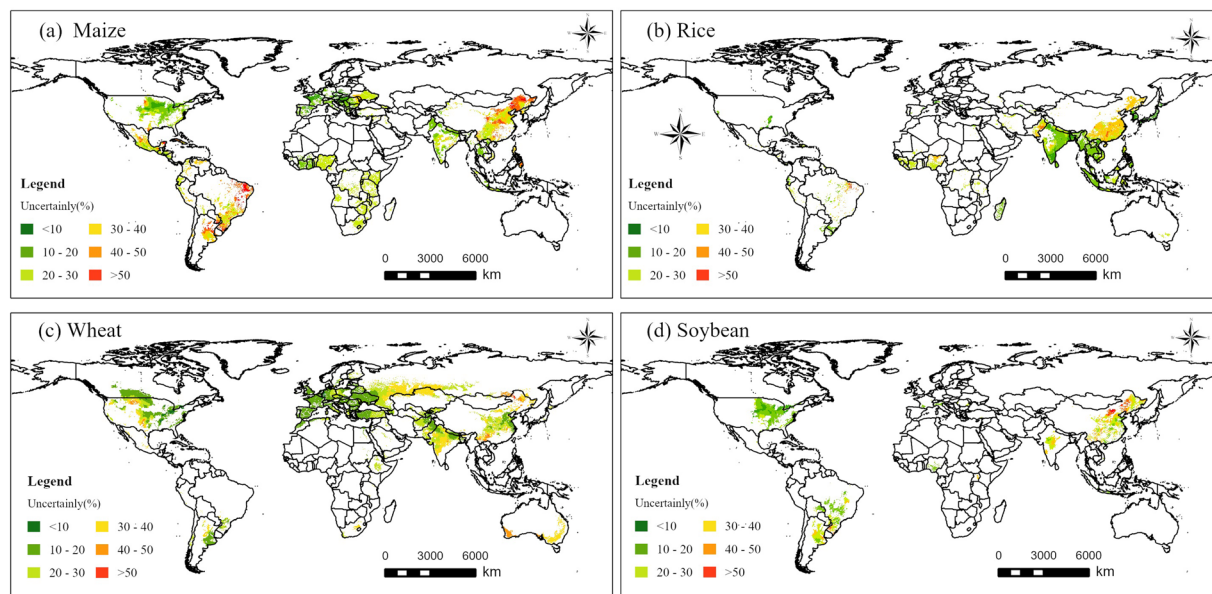 (a) Maize
N
W E
S
Legend
Uncertainly(%)
<10 30 - 40
10 - 20 40 - 50
20 - 30 >50
0 3000 6000
km
(b) Rice
N
W E
S
N
W E
S
Legend
Uncertainly(%)
<10 30 - 40
10 - 20 40 - 50
20 - 30 >50
0 3000 6000
km
(c) Wheat
N
W E
S
Legend
Uncertainly(%)
<10 30 - 40
10 - 20 40 - 50
20 - 30 >50
0 3000 6000
km
(d) Soybean
N
W E
S
Legend
Uncertainly(%)
<10 30 - 40
10 - 20 40 - 50
20 - 30 >50
0 3000 6000
km